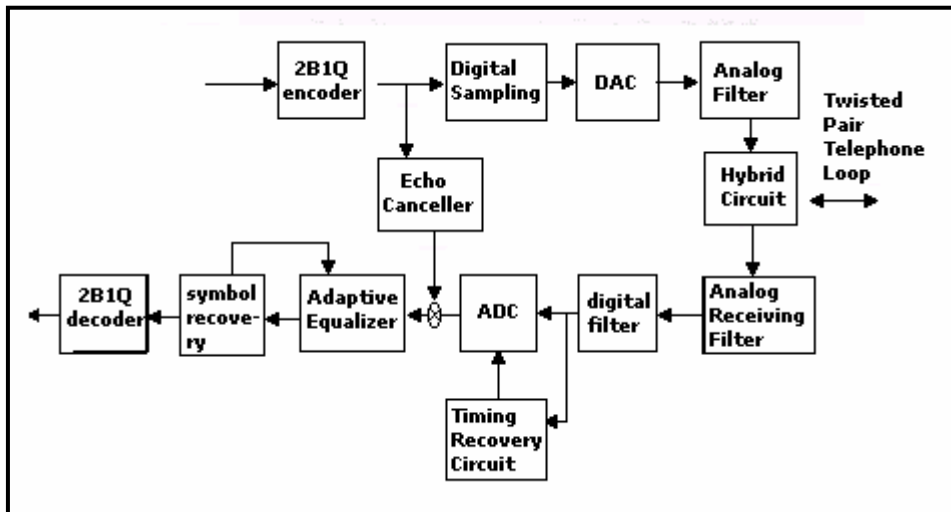 2B1Q
encoder
Digital
Sampling
DAC
Analog
Filter
Twisted
Pair
Telephone
Loop
Echo
Canceller
Hybrid
Circuit
2B1Q
decoder
symbol
recove-
ry
Adaptive
Equalizer
ADC
digital
filter
Analog
Receiving
Filter
Timing
Recovery
Circuit